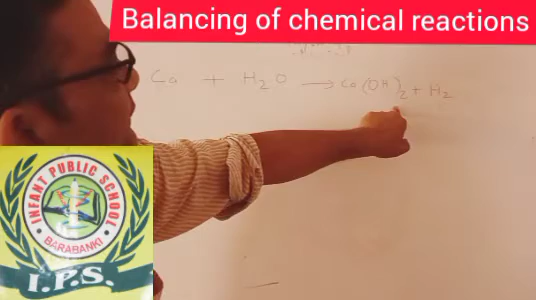 Balancing of chemical reactions
Ca + H₂O → Ca(OH)₂ + H₂
INFANT PUBLIC SCHOOL
BARABANKI
I.P.S.